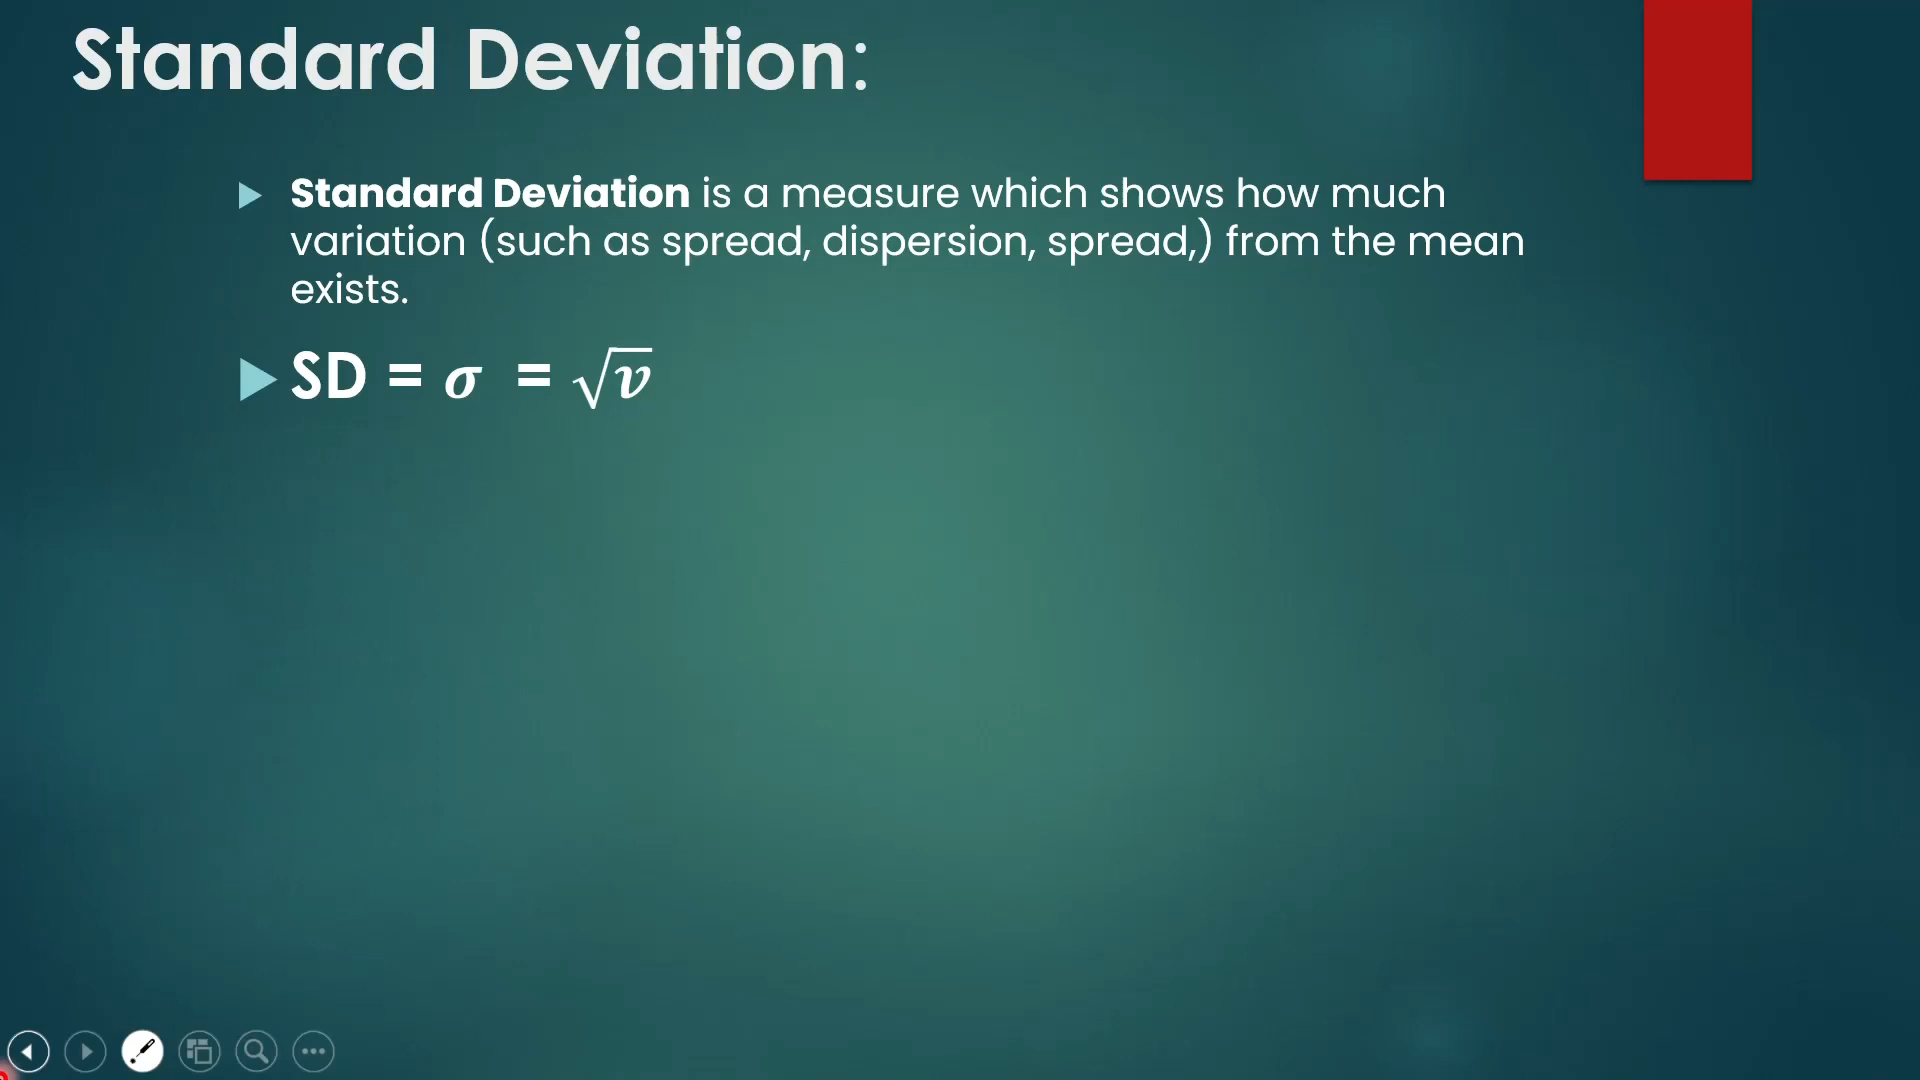 Standard Deviation:
Standard Deviation is a measure which shows how much
variation (such as spread, dispersion, spread,) from the mean
exists.
SD = σ = √v